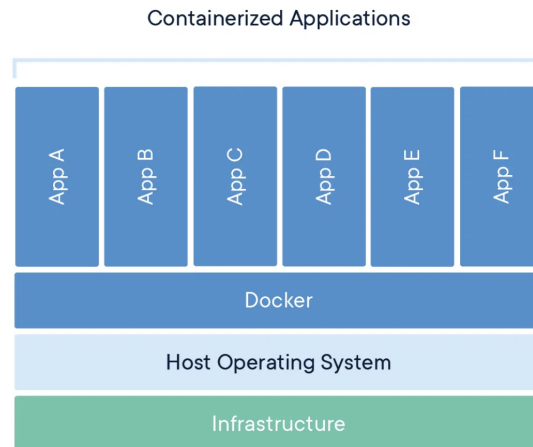 Containerized Applications
App A
App B
App C
App D
App E
App F
Docker
Host Operating System
Infrastructure